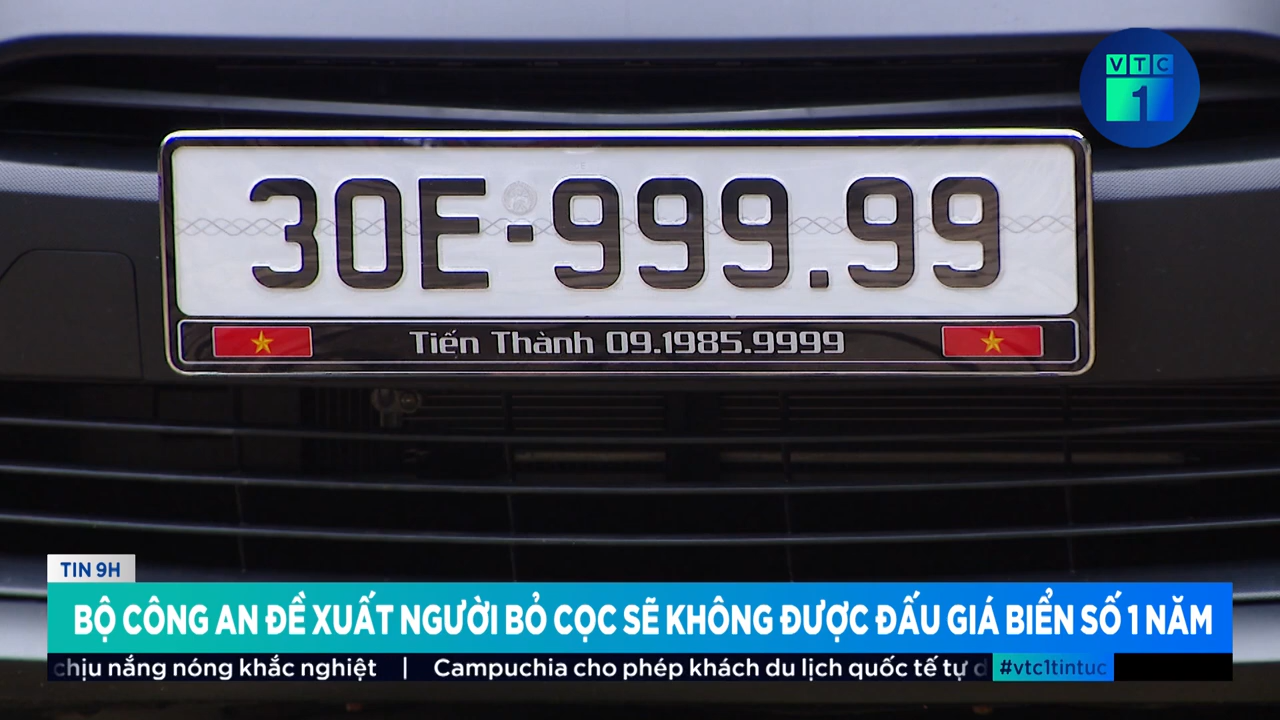 VTC
1
30E-999.99
Tiến Thành 09.1985.9999
TIN 9H
BỘ CÔNG AN ĐỀ XUẤT NGƯỜI BỎ CỌC SẼ KHÔNG ĐƯỢC ĐẤU GIÁ BIỂN SỐ 1 NĂM
chịu nắng nóng khắc nghiệt | Campuchia cho phép khách du lịch quốc tế tự #vtc1tintuc